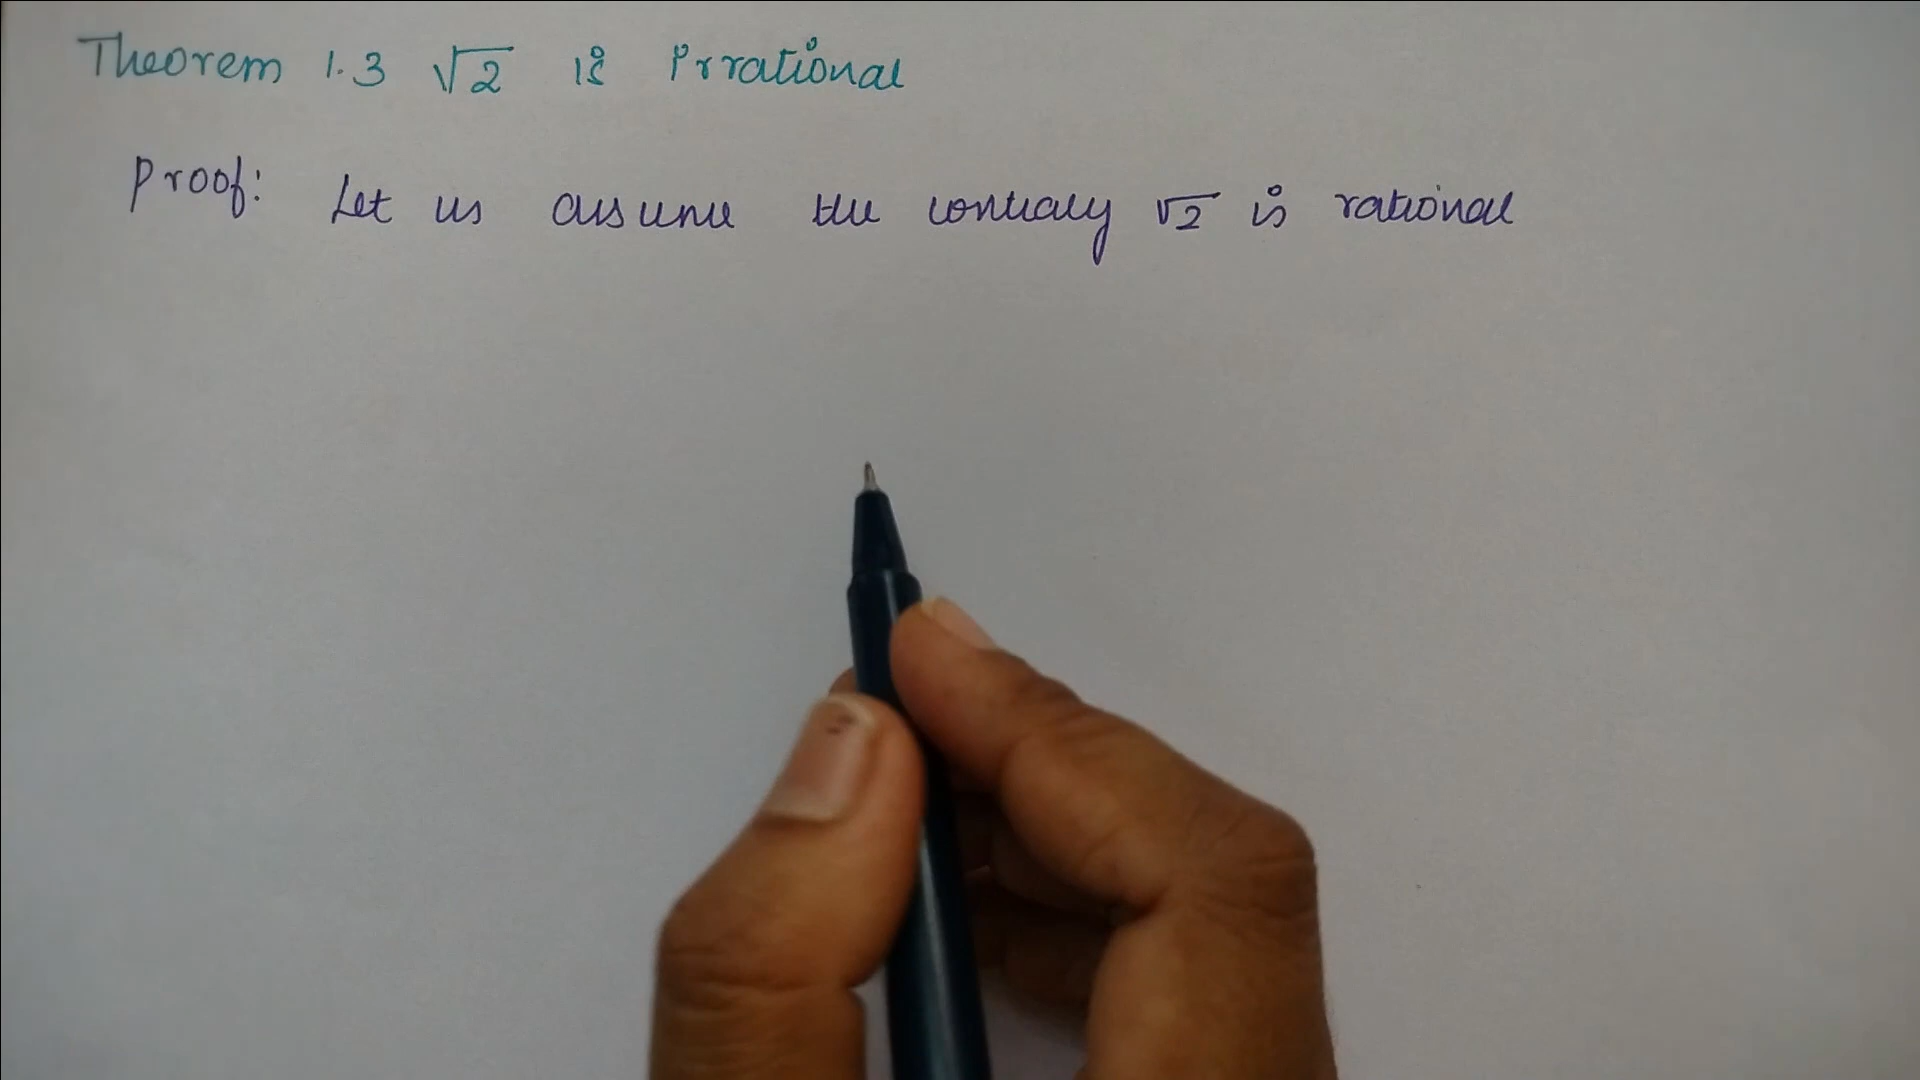 Theorem 1.3 √2 is Irrational
Proof: Let us assume the contrary √2 is rational